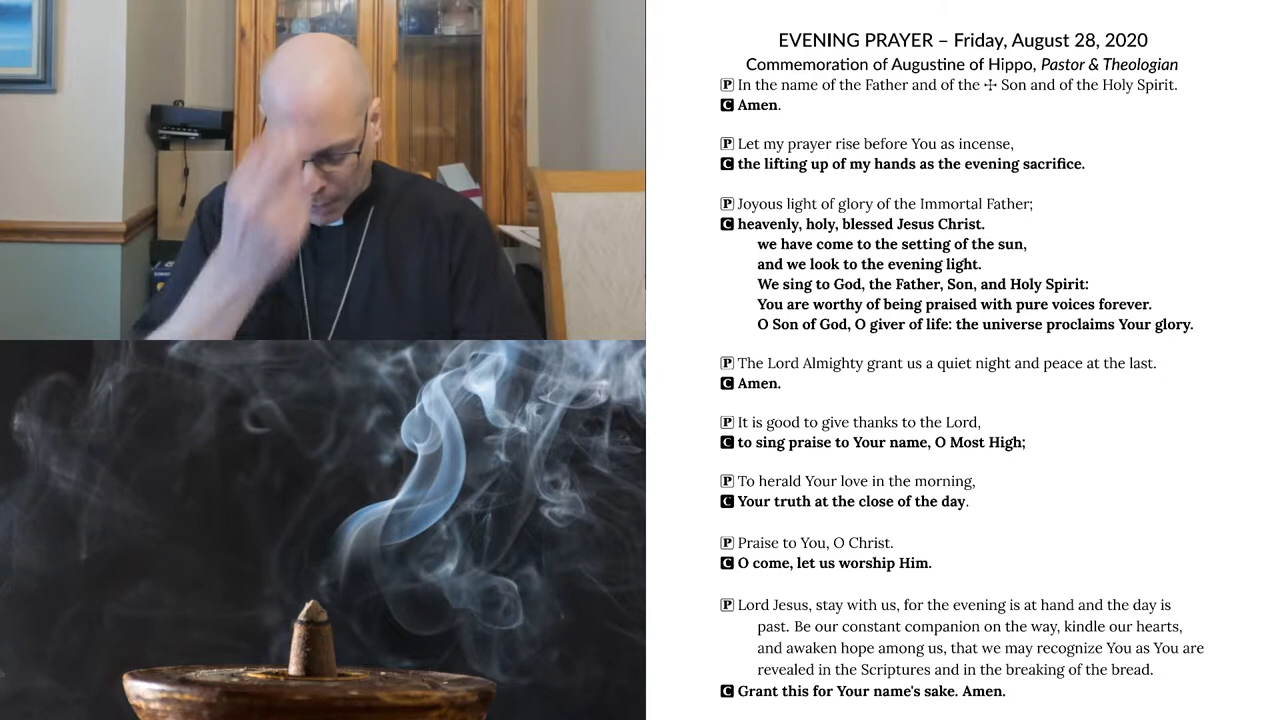 EVENING PRAYER – Friday, August 28, 2020
Commemoration of Augustine of Hippo, Pastor & Theologian
P In the name of the Father and of the ☩ Son and of the Holy Spirit.
C Amen.
P Let my prayer rise before You as incense,
C the lifting up of my hands as the evening sacrifice.
P Joyous light of glory of the Immortal Father;
C heavenly, holy, blessed Jesus Christ.
we have come to the setting of the sun,
and we look to the evening light.
We sing to God, the Father, Son, and Holy Spirit:
You are worthy of being praised with pure voices forever.
O Son of God, O giver of life: the universe proclaims Your glory.
P The Lord Almighty grant us a quiet night and peace at the last.
C Amen.
P It is good to give thanks to the Lord,
C to sing praise to Your name, O Most High;
P To herald Your love in the morning,
C Your truth at the close of the day.
P Praise to You, O Christ.
C O come, let us worship Him.
P Lord Jesus, stay with us, for the evening is at hand and the day is
past. Be our constant companion on the way, kindle our hearts,
and awaken hope among us, that we may recognize You as You are
revealed in the Scriptures and in the breaking of the bread.
C Grant this for Your name's sake. Amen.